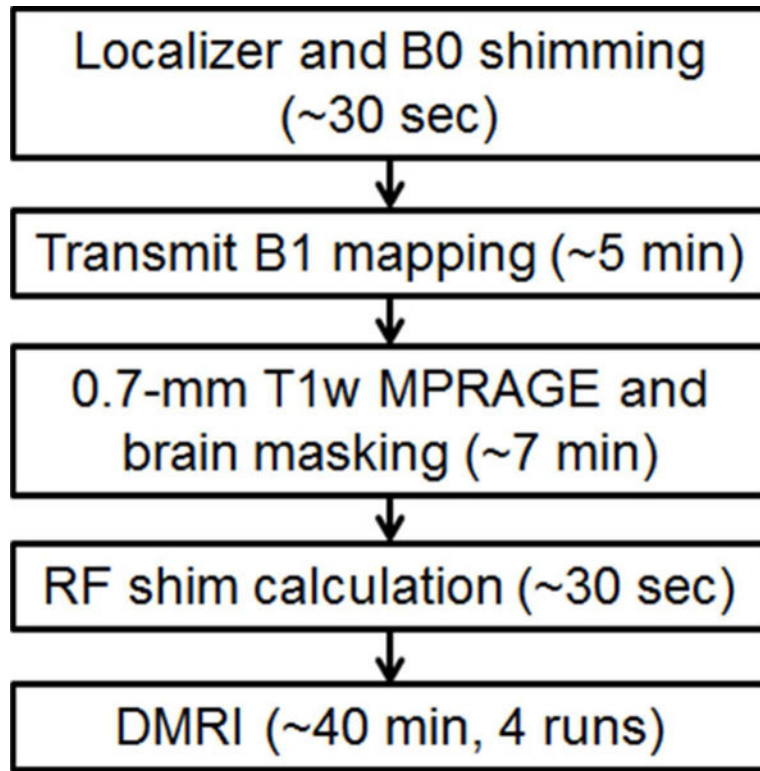 Localizer and B0 shimming
(~30 sec)
Transmit B1 mapping (~5 min)
0.7-mm T1w MPRAGE and
brain masking (~7 min)
RF shim calculation (~30 sec)
DMRI (~40 min, 4 runs)